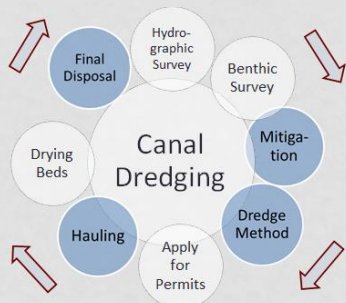 Hydro-
graphic
Survey
Benthic
Survey
Mitiga-
tion
Dredge
Method
Apply
for
Permits
Hauling
Drying
Beds
Final
Disposal
Canal
Dredging